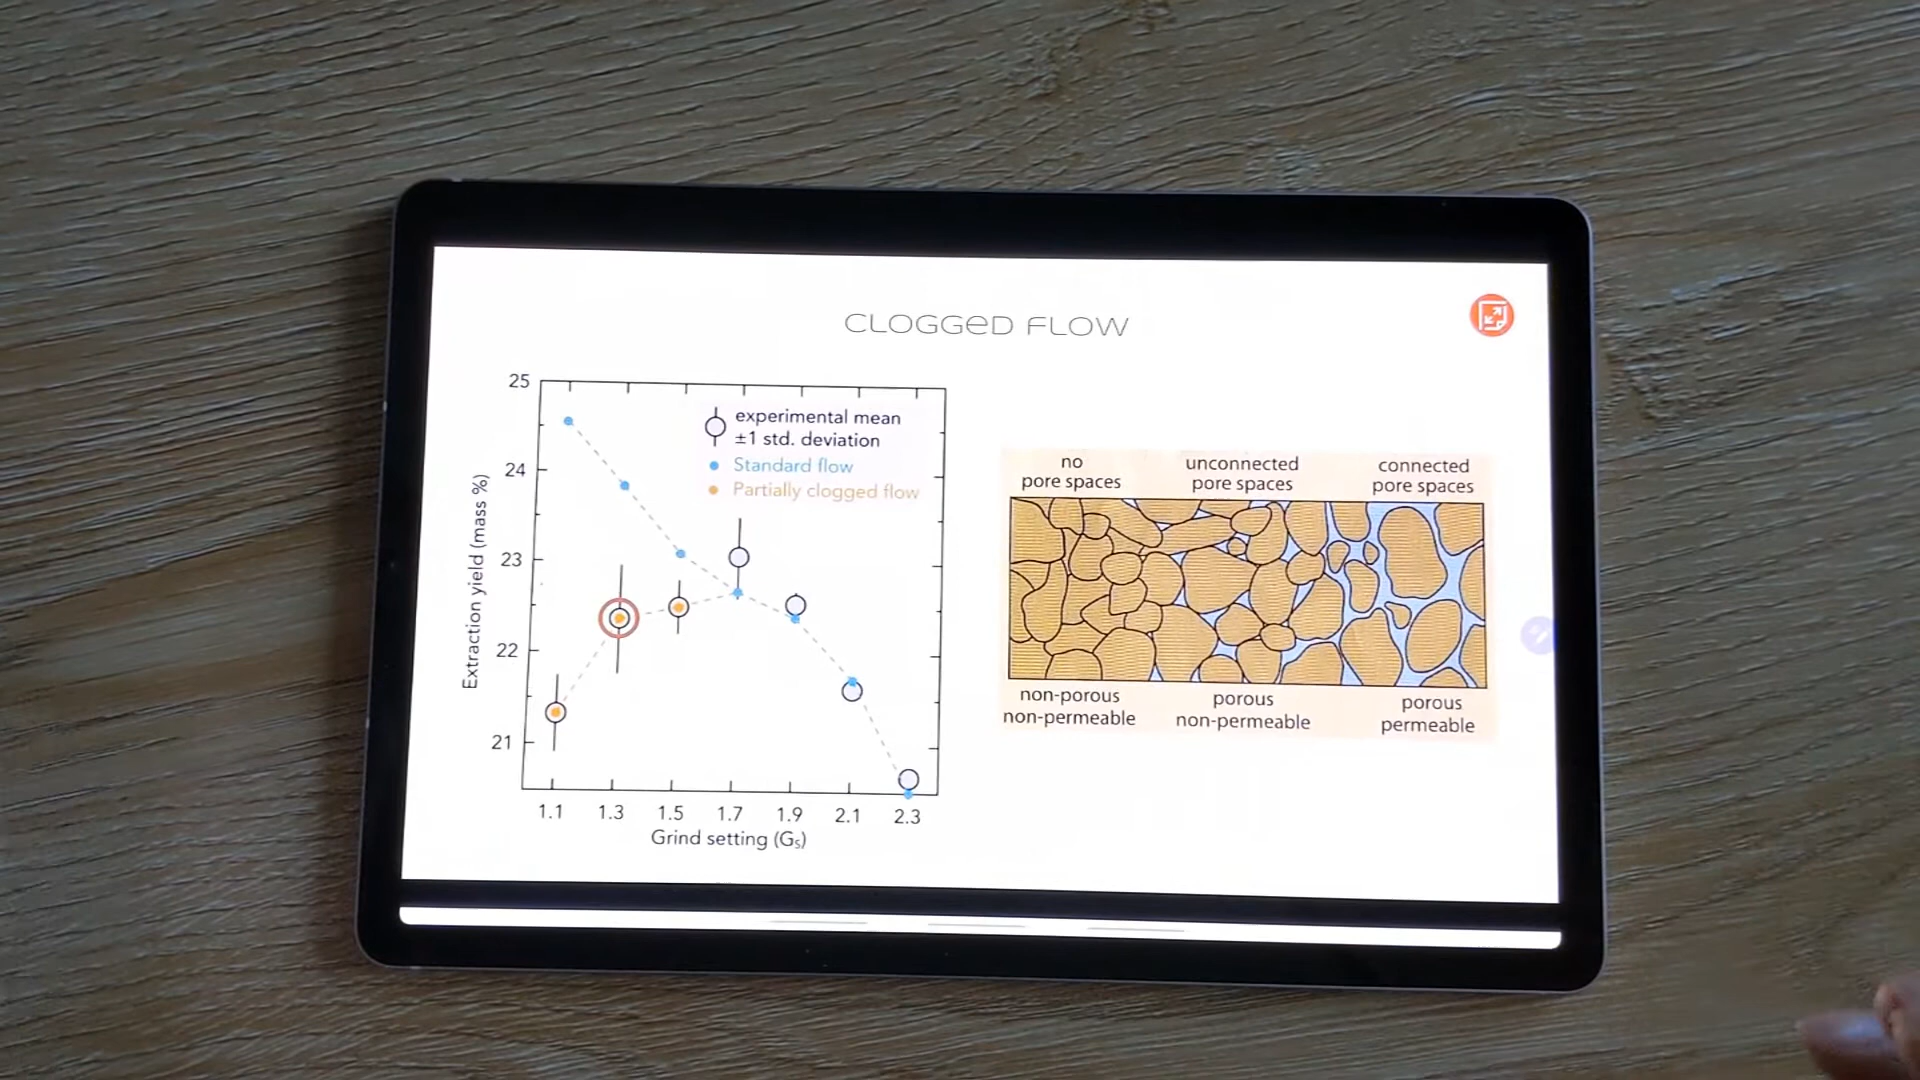 CLOGGED FLOW
25
24
23
22
21
Extraction yield (mass %)
experimental mean
±1 std. deviation
Standard flow
Partially clogged flow
1.1 1.3 1.5 1.7 1.9 2.1 2.3
Grind setting (Gs)
no
pore spaces
unconnected
pore spaces
connected
pore spaces
non-porous
non-permeable
porous
non-permeable
porous
permeable